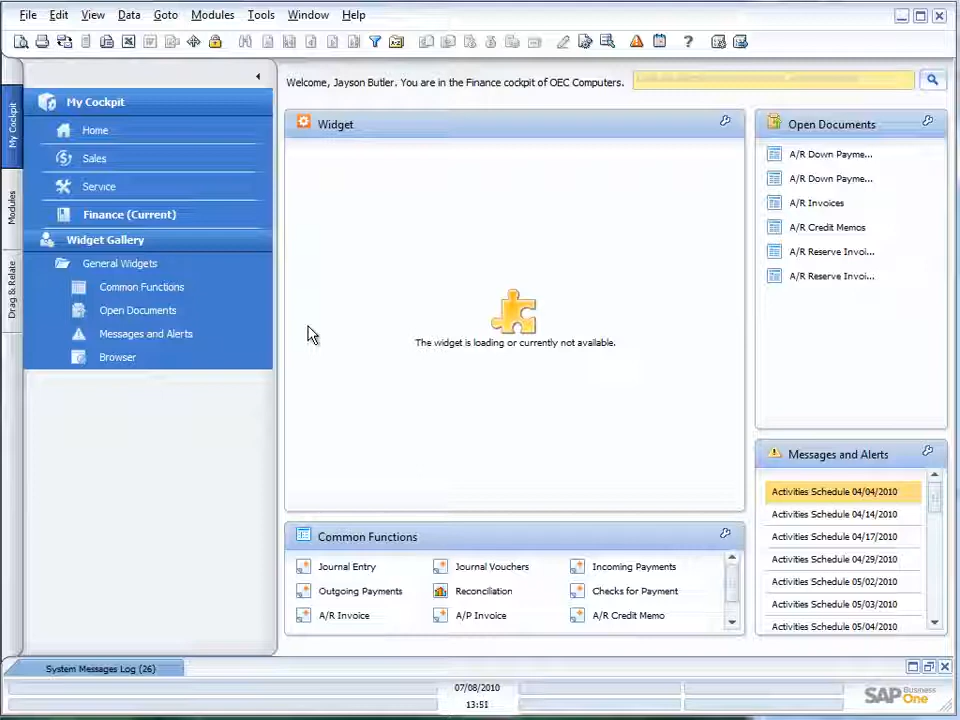 File Edit View Data Goto Modules Tools Window Help
Welcome, Jayson Butler. You are in the Finance cockpit of OEC Computers.
My Cockpit
Modules
Drag & Relate
My Cockpit
Home
Sales
Service
Finance (Current)
Widget Gallery
General Widgets
Common Functions
Open Documents
Messages and Alerts
Browser
Widget
The widget is loading or currently not available.
Common Functions
Journal Entry Journal Vouchers Incoming Payments
Outgoing Payments Reconciliation Checks for Payment
A/R Invoice A/P Invoice A/R Credit Memo
Open Documents
A/R Down Payme...
A/R Down Payme...
A/R Invoices
A/R Credit Memos
A/R Reserve Invoi...
A/R Reserve Invoi...
Messages and Alerts
Activities Schedule 04/04/2010
Activities Schedule 04/14/2010
Activities Schedule 04/17/2010
Activities Schedule 04/29/2010
Activities Schedule 05/02/2010
Activities Schedule 05/03/2010
Activities Schedule 05/04/2010
System Messages Log (26)
07/08/2010
13:51
SAP Business One